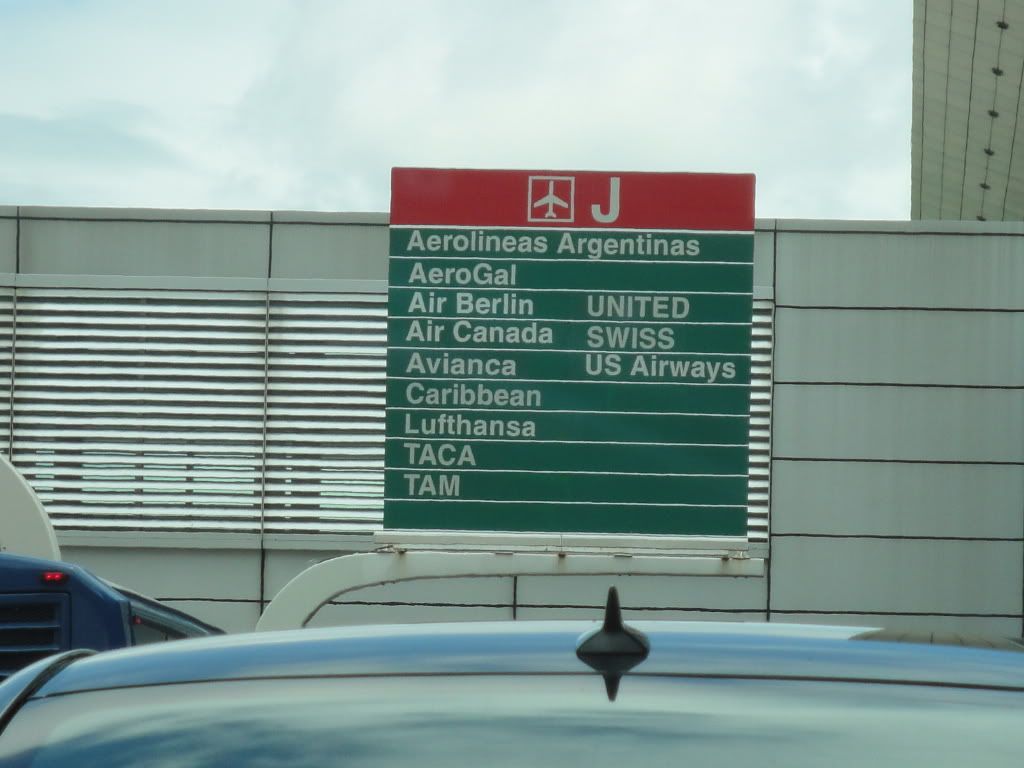 J
Aerolineas Argentinas
AeroGal
Air Berlin UNITED
Air Canada SWISS
Avianca US Airways
Caribbean
Lufthansa
TACA
TAM